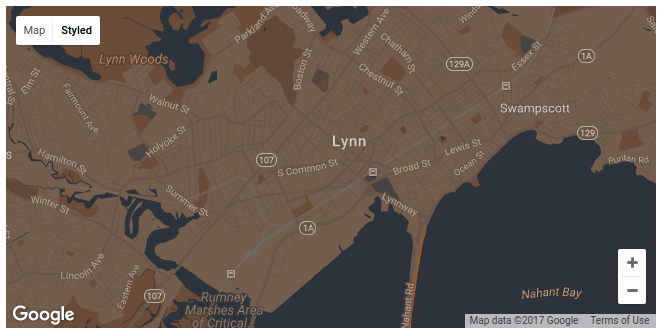 Map
Styled
Parkland Ave
Broadway
Western Ave
Chatham St
Essex St
Boston St
Lynn Woods
129A
1A
Chestnut St
Elm St
Fairmount Ave
Walnut St
Swampscott
Holyoke St
Lynn
129
Lewis St
Hamilton St
107
S Common St
Broad St
Ocean St
Puritan Rd
Summer St
Winter St
Lynnway
1A
Lincoln Ave
Eastern Ave
107
Rumney
Marshes Area
of Critical
Nahant Rd
Nahant Bay
+
−
Google
Map data ©2017 Google
Terms of Use